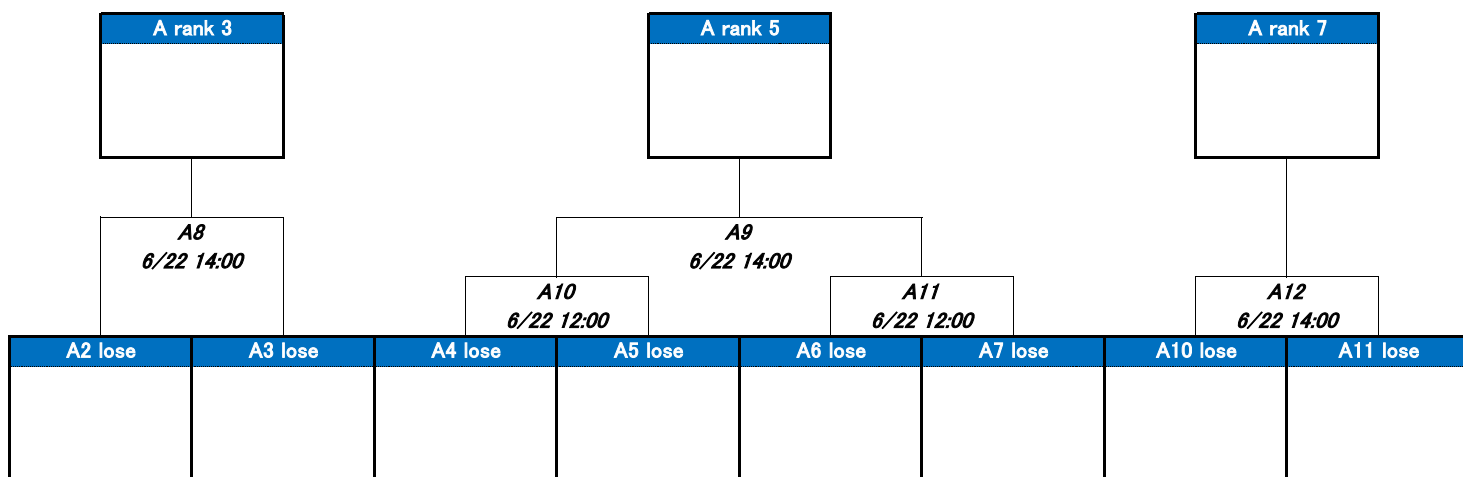 A rank 3
A rank 5
A rank 7
A8
6/22 14:00
A9
6/22 14:00
A10
6/22 12:00
A11
6/22 12:00
A12
6/22 14:00
A2 lose
A3 lose
A4 lose
A5 lose
A6 lose
A7 lose
A10 lose
A11 lose